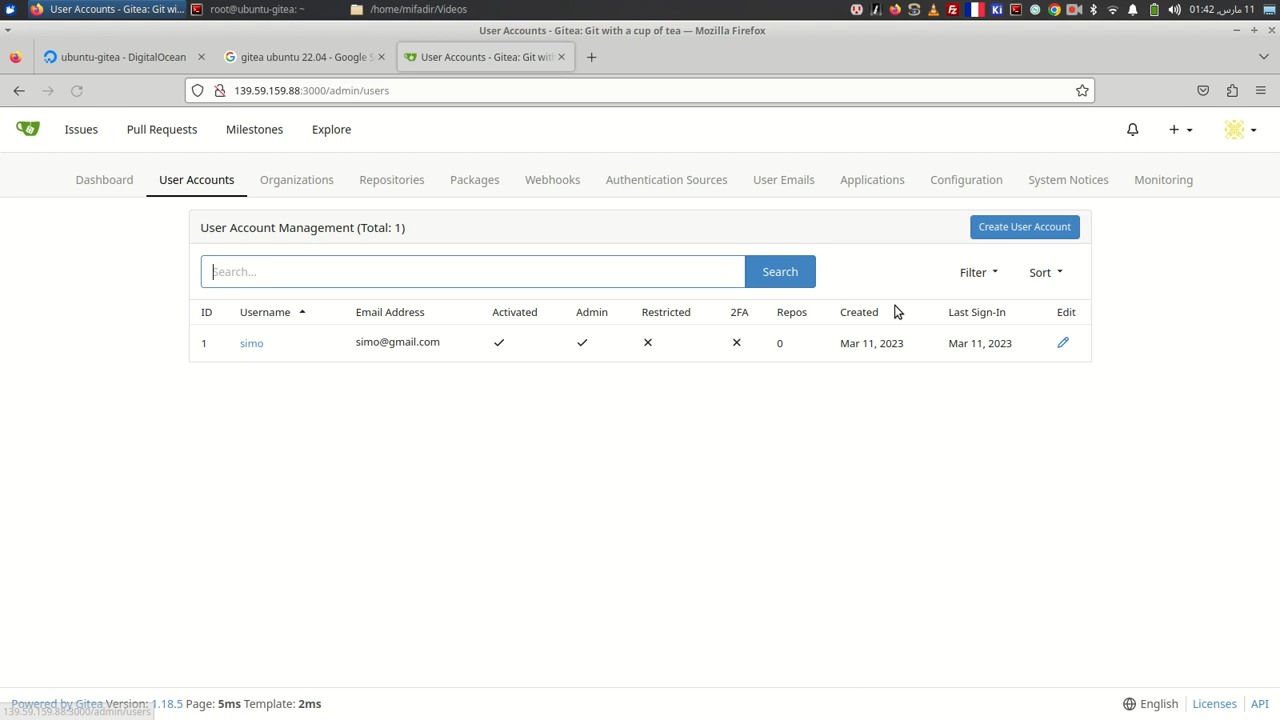 User Accounts - Gitea: Git wi...
root@ubuntu-gitea: ~
/home/mifadir/Videos
Fz
Ki
11 مارس, 01:42
User Accounts - Gitea: Git with a cup of tea — Mozilla Firefox
ubuntu-gitea - DigitalOcean
gitea ubuntu 22.04 - Google S
User Accounts - Gitea: Git with
139.59.159.88:3000/admin/users
Issues
Pull Requests
Milestones
Explore
Dashboard
User Accounts
Organizations
Repositories
Packages
Webhooks
Authentication Sources
User Emails
Applications
Configuration
System Notices
Monitoring
User Account Management (Total: 1)
Create User Account
Search...
Search
Filter
Sort
ID Username Email Address Activated Admin Restricted 2FA Repos Created Last Sign-In Edit
1 simo simo@gmail.com 0 Mar 11, 2023 Mar 11, 2023
Powered by Gitea Version: 1.18.5 Page: 5ms Template: 2ms
139.59.159.88:3000/admin/users
English
Licenses
API